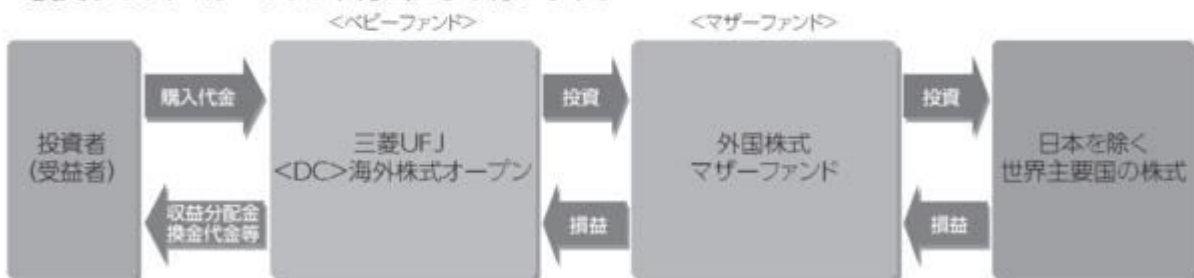 <ベビーファンド>
<マザーファンド>
投資者
(受益者)
購入代金
収益分配金
換金代金等
三菱UFJ
<DC>海外株式オープン
投資
損益
外国株式
マザーファンド
投資
損益
日本を除く
世界主要国の株式